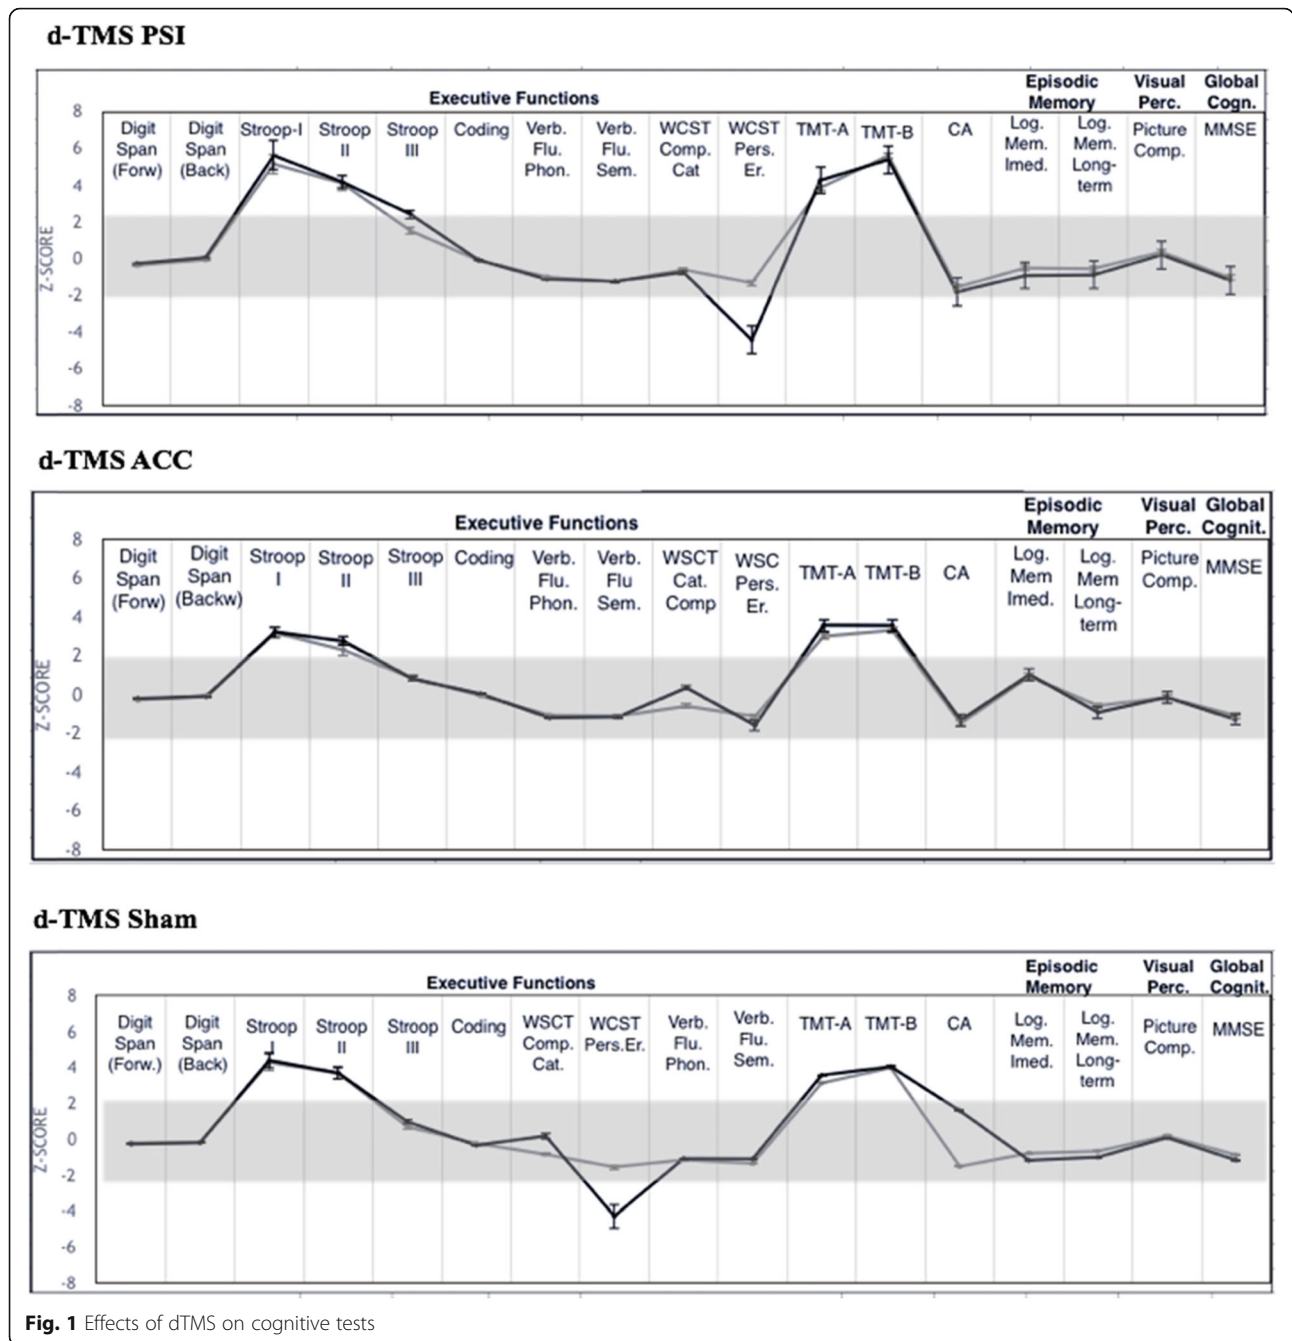 d-TMS PSI
Executive Functions
Episodic
Memory
Visual
Perc.
Global
Cogn.
8
6
4
2
0
-2
-4
-6
-8
Z-SCORE
Digit
Span
(Forw)
Digit
Span
(Back)
Stroop-I
Stroop
II
Stroop
III
Coding
Verb.
Flu.
Phon.
Verb.
Flu.
Sem.
WCST
Comp.
Cat
WCST
Pers.
Er.
TMT-A
TMT-B
CA
Log.
Mem.
Imed.
Log.
Mem.
Long-
term
Picture
Comp.
MMSE
d-TMS ACC
Executive Functions
Episodic
Memory
Visual
Perc.
Global
Cognit.
8
6
4
2
0
-2
-4
-6
-8
Z-SCORE
Digit
Span
(Forw)
Digit
Span
(Backw)
Stroop
I
Stroop
II
Stroop
III
Coding
Verb.
Flu.
Phon.
Verb.
Flu
Sem.
WSCT
Cat.
Comp
WSC
Pers.
Er.
TMT-A
TMT-B
CA
Log.
Mem
Imed.
Log.
Mem
Long-
term
Picture
Comp.
MMSE
d-TMS Sham
Executive Functions
Episodic
Memory
Visual
Perc.
Global
Cognit.
8
6
4
2
0
-2
-4
-6
-8
Z-SCORE
Digit
Span
(Forw.)
Digit
Span
(Back)
Stroop
I
Stroop
II
Stroop
III
Coding
WSCT
Comp.
Cat.
WCST
Pers.Er.
Verb.
Flu.
Phon.
Verb.
Flu.
Sem.
TMT-A
TMT-B
CA
Log.
Mem.
Imed.
Log.
Mem.
Long-
term
Picture
Comp.
MMSE
Fig. 1 Effects of dTMS on cognitive tests